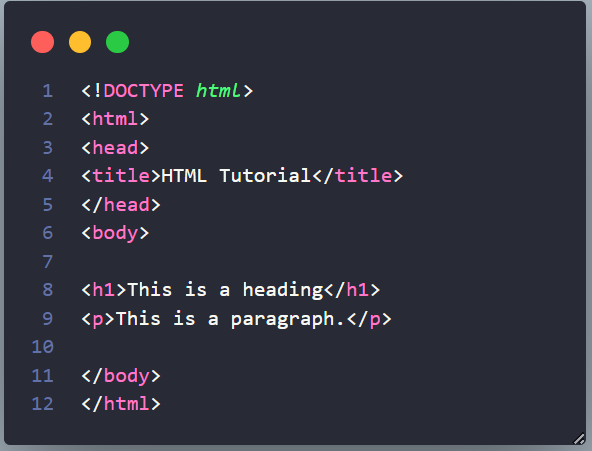 1 <!DOCTYPE html>
2 <html>
3 <head>
4 <title>HTML Tutorial</title>
5 </head>
6 <body>
7
8 <h1>This is a heading</h1>
9 <p>This is a paragraph.</p>
10
11 </body>
12 </html>